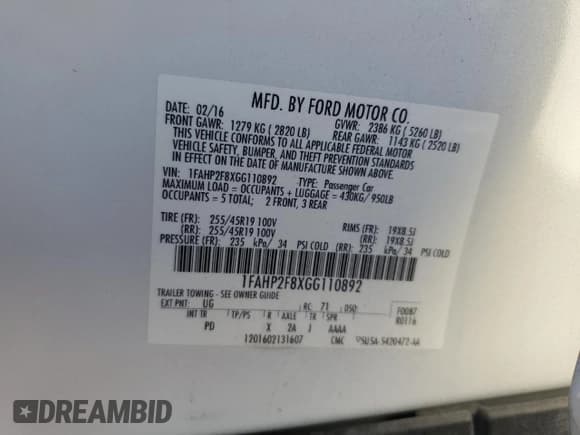 MFD. BY FORD MOTOR CO.
DATE: 02/16 GVWR: 2386 KG ( 5260 LB)
FRONT GAWR: 1279 KG ( 2820 LB) REAR GAWR: 1143 KG ( 2520 LB)
THIS VEHICLE CONFORMS TO ALL APPLICABLE FEDERAL MOTOR
VEHICLE SAFETY, BUMPER, AND THEFT PREVENTION STANDARDS
IN EFFECT ON THE DATE OF MANUFACTURE SHOWN ABOVE.
VIN: 1FAHP2F8XGG110892 TYPE: Passenger Car
MAXIMUM LOAD = OCCUPANTS + LUGGAGE = 430KG/ 950LB
OCCUPANTS = 5 TOTAL; 2 FRONT, 3 REAR
TIRE (FR): 255/45R19 100V RIMS (FR): 19X8.5J
(RR): 255/45R19 100V (RR): 19X8.5J
PRESSURE (FR): 235 kPa/ 34 PSI COLD (RR): 235 kPa/ 34 PSI COLD
1FAHP2F8XGG110892
TRAILER TOWING - SEE OWNER GUIDE
EXT PNT: UG RC: 71 DSO: F0087
INT TR TP/PS R AXLE TR SPR R0116
PD X 2A J AAAA
1201602131607 CMC 5U5A-5420472-AA
DREAMBID